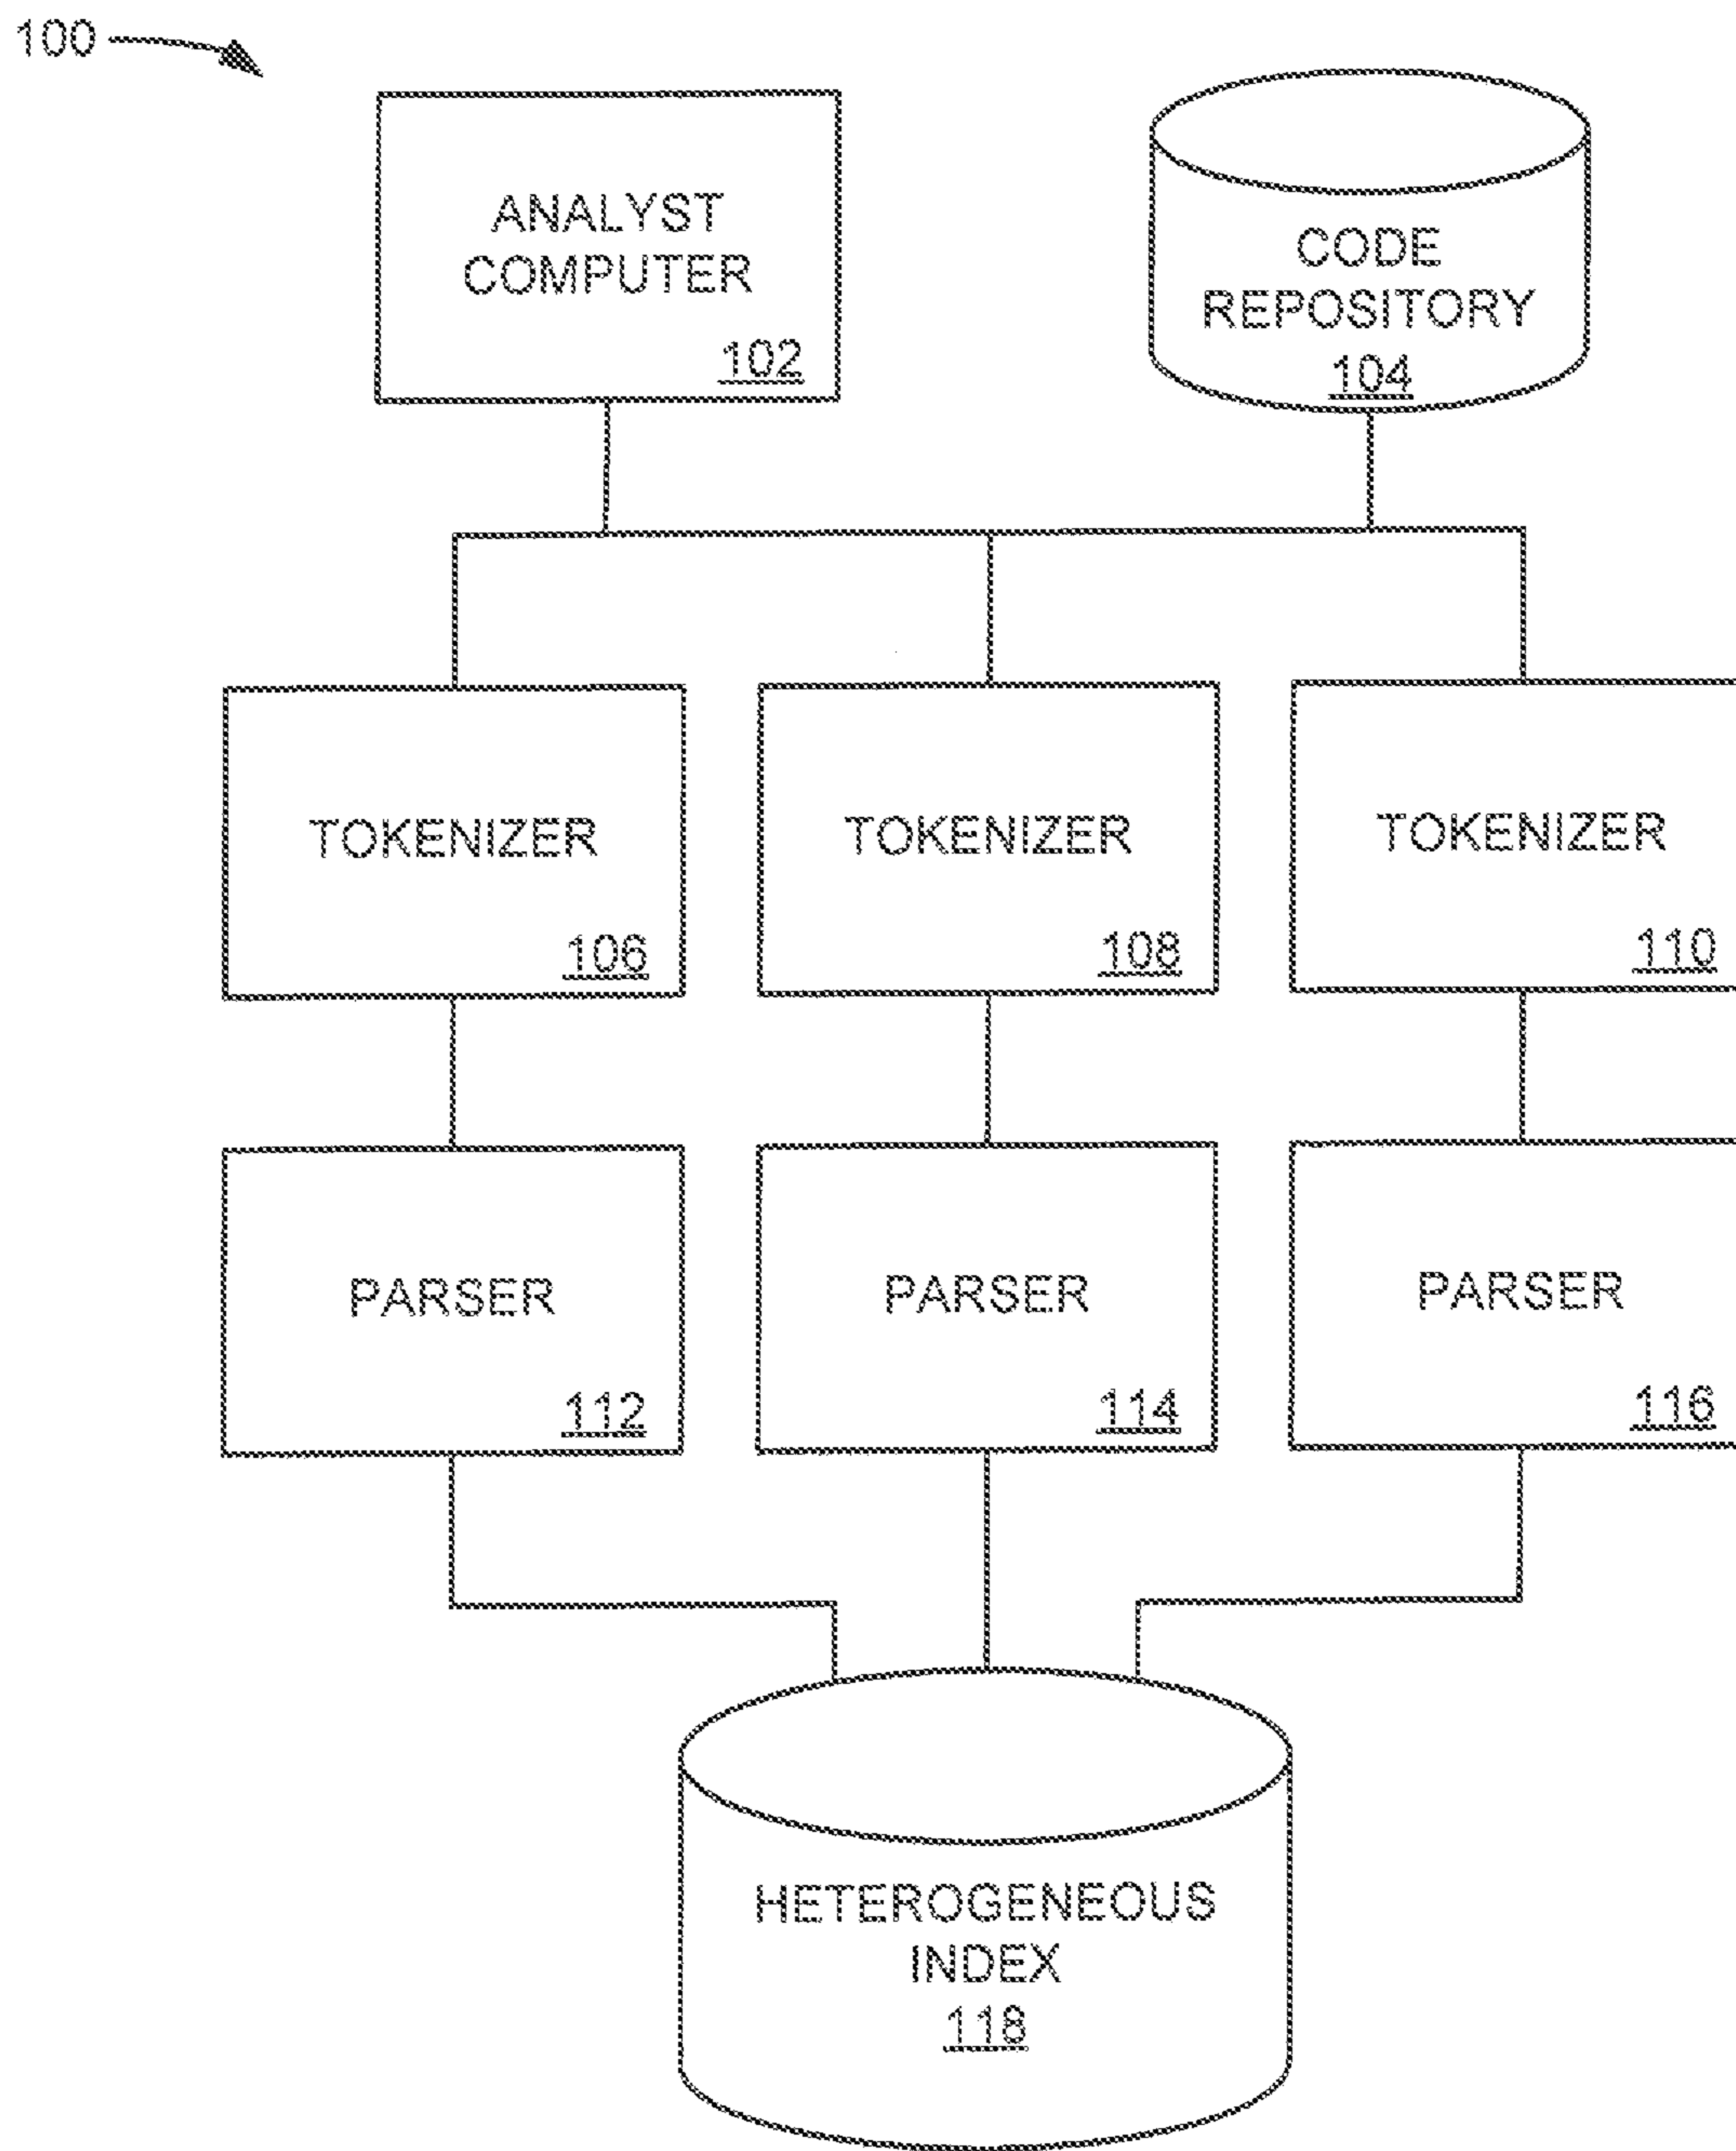 100
ANALYST
COMPUTER
102
CODE
REPOSITORY
104
TOKENIZER
106
TOKENIZER
108
TOKENIZER
110
PARSER
112
PARSER
114
PARSER
116
HETEROGENEOUS
INDEX
118